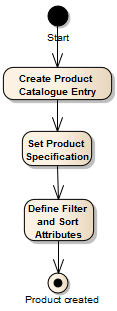 Start
Create Product
Catalogue Entry
Set Product
Specification
Define Filter
and Sort
Attributes
Product created